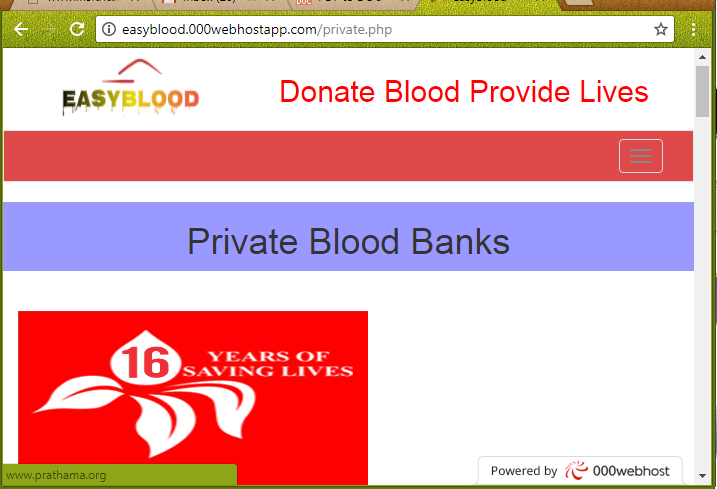 easyblood.000webhostapp.com/private.php
EASYBLOOD
Donate Blood Provide Lives
Private Blood Banks
16 YEARS OF
SAVING LIVES
www.prathama.org
Powered by 000webhost